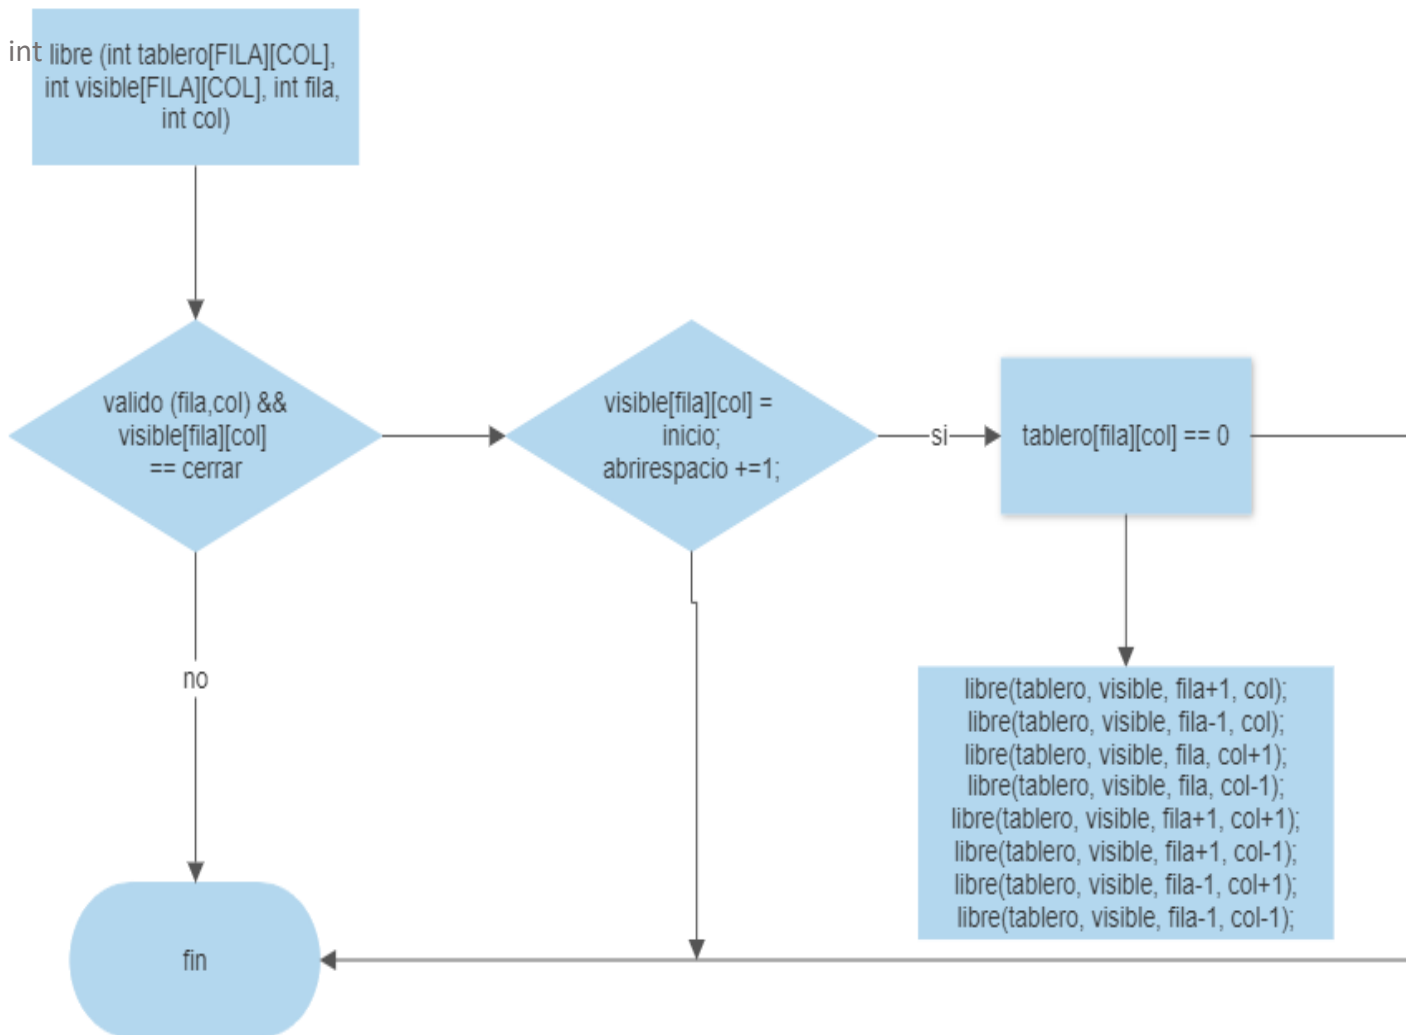 int libre (int tablero[FILA][COL],
int visible[FILA][COL], int fila,
int col)
valido (fila,col) &&
visible[fila][col]
== cerrar
visible[fila][col] =
inicio;
abrirespacio +=1;
si
tablero[fila][col] == 0
no
libre(tablero, visible, fila+1, col);
libre(tablero, visible, fila-1, col);
libre(tablero, visible, fila, col+1);
libre(tablero, visible, fila, col-1);
libre(tablero, visible, fila+1, col+1);
libre(tablero, visible, fila+1, col-1);
libre(tablero, visible, fila-1, col+1);
libre(tablero, visible, fila-1, col-1);
fin